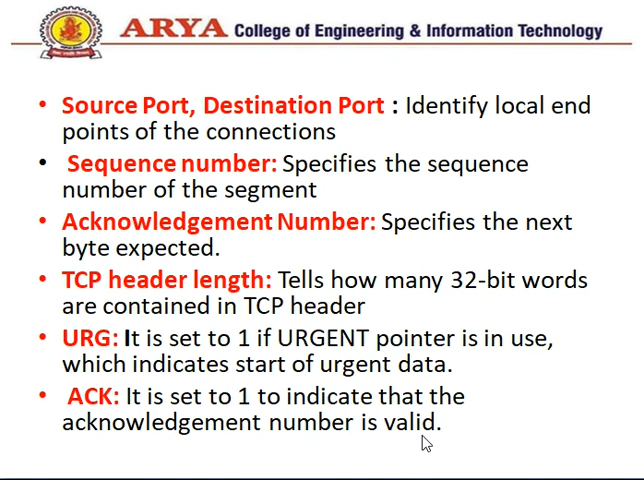 ARYA College of Engineering & Information Technology
• Source Port, Destination Port : Identify local end
points of the connections
• Sequence number: Specifies the sequence
number of the segment
• Acknowledgement Number: Specifies the next
byte expected.
• TCP header length: Tells how many 32-bit words
are contained in TCP header
• URG: It is set to 1 if URGENT pointer is in use,
which indicates start of urgent data.
• ACK: It is set to 1 to indicate that the
acknowledgement number is valid.